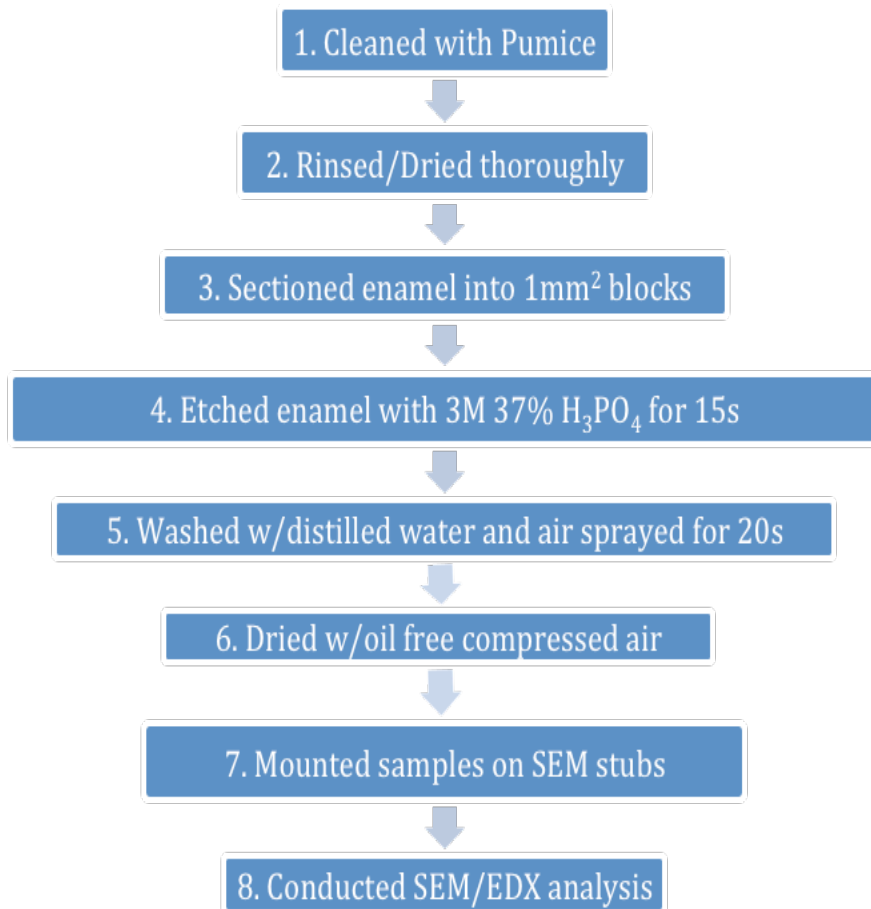 1. Cleaned with Pumice
2. Rinsed/Dried thoroughly
3. Sectioned enamel into 1mm² blocks
4. Etched enamel with 3M 37% H₃PO₄ for 15s
5. Washed w/distilled water and air sprayed for 20s
6. Dried w/oil free compressed air
7. Mounted samples on SEM stubs
8. Conducted SEM/EDX analysis